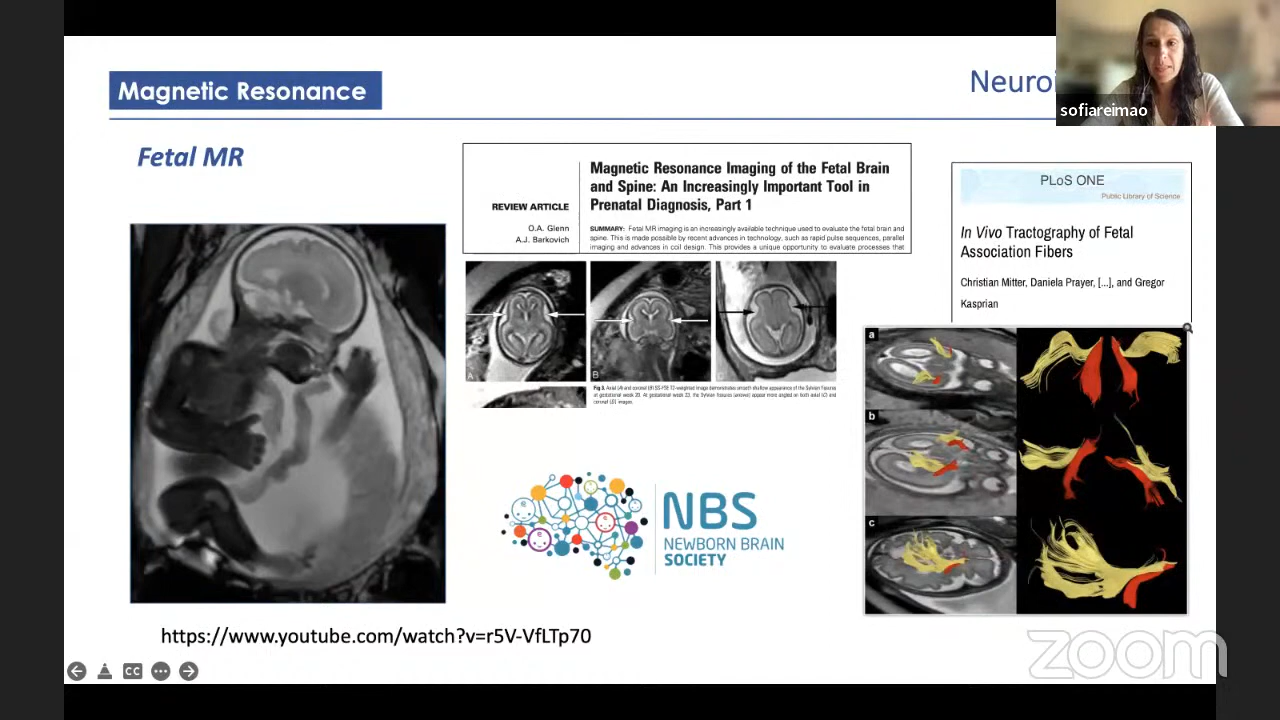 Magnetic Resonance
Neuroi
sofiareimao
Fetal MR
Magnetic Resonance Imaging of the Fetal Brain
and Spine: An Increasingly Important Tool in
Prenatal Diagnosis, Part 1
REVIEW ARTICLE
O.A. Glenn
A.J. Barkovich
SUMMARY: Fetal MR imaging is an increasingly available technique used to evaluate the fetal brain and
spine. This is made possible by recent advances in technology, such as rapid pulse sequences, parallel
imaging and advances in coil design. This provides a unique opportunity to evaluate processes that
A
B
PLoS ONE
Public Library of Science
In Vivo Tractography of Fetal
Association Fibers
Christian Mitter, Daniela Prayer, [...], and Gregor
Kasprian
a
b
c
NBS
NEWBORN BRAIN
SOCIETY
https://www.youtube.com/watch?v=r5V-VfLTp70
CC
zoom